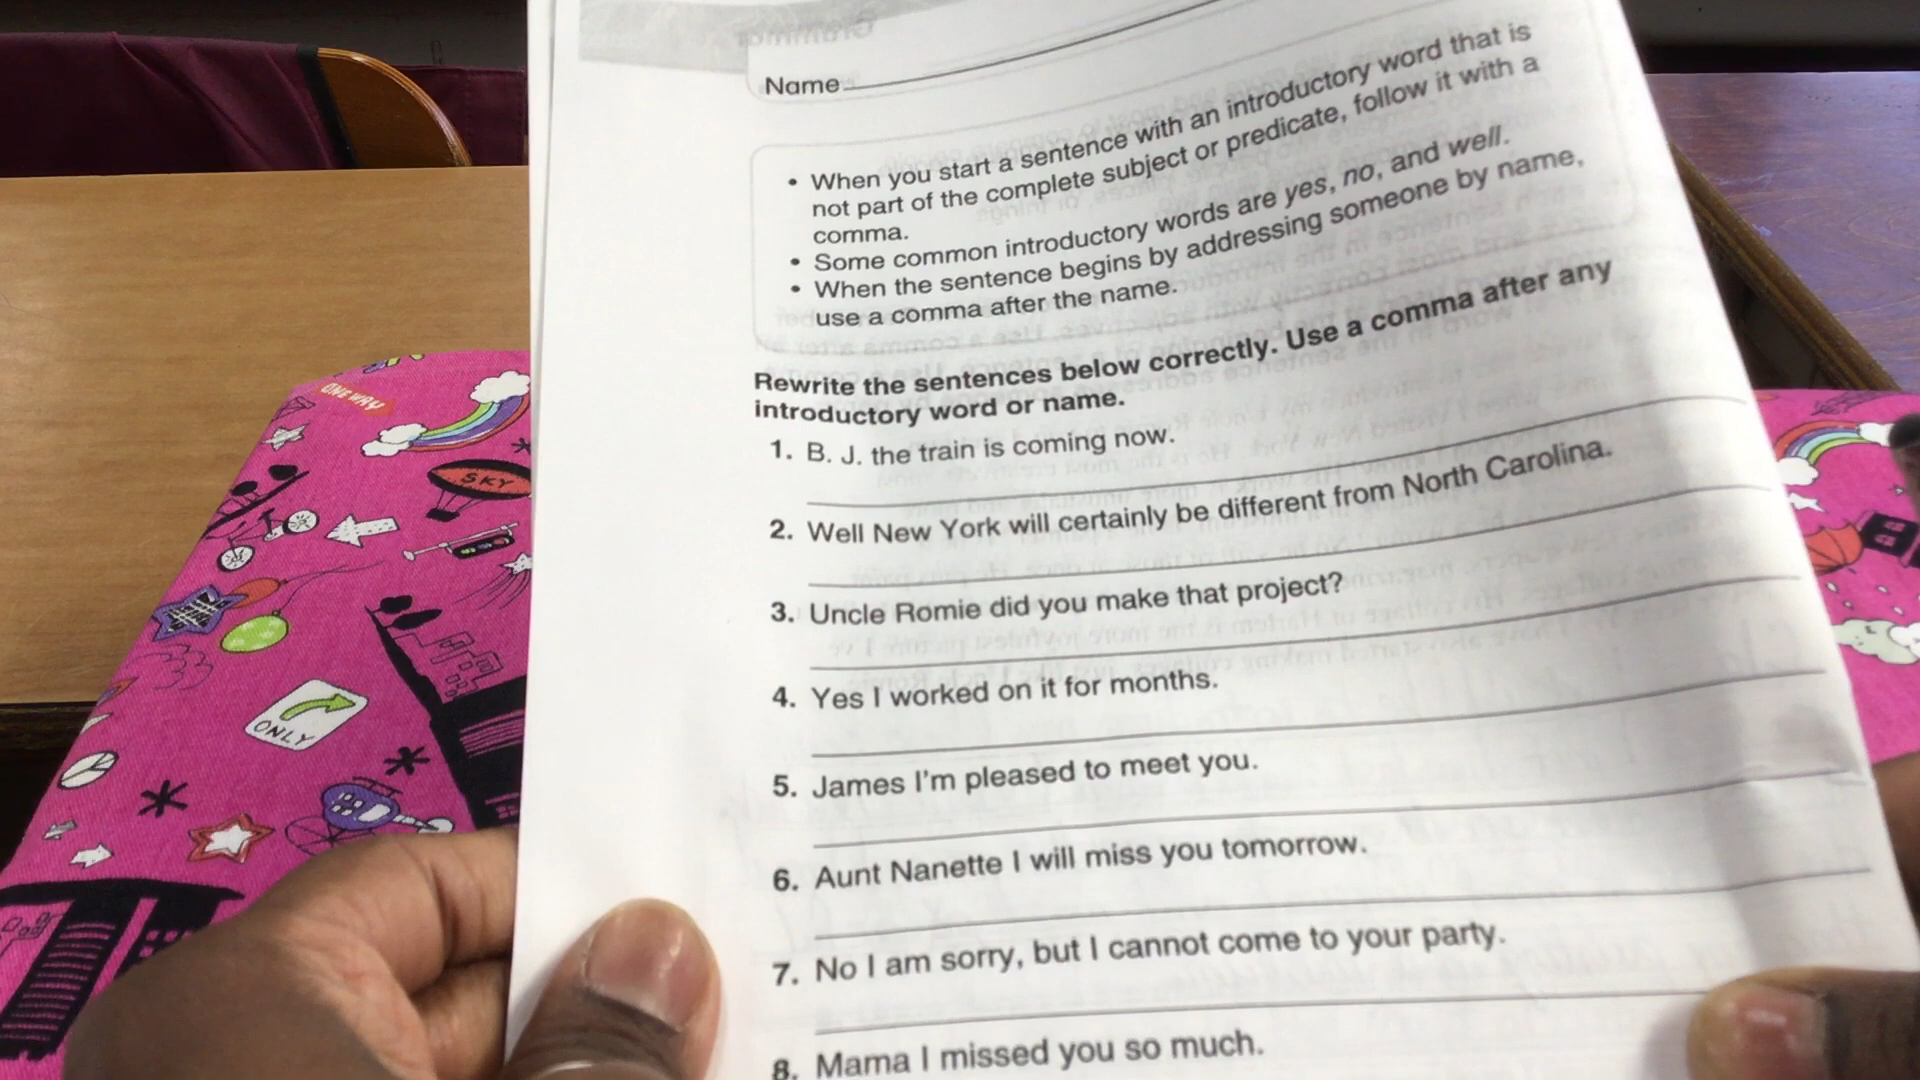 Grammar
Name
• When you start a sentence with an introductory word that is
not part of the complete subject or predicate, follow it with a
comma.
• Some common introductory words are yes, no, and well.
• When the sentence begins by addressing someone by name,
use a comma after the name.
Rewrite the sentences below correctly. Use a comma after any
introductory word or name.
1. B. J. the train is coming now.
2. Well New York will certainly be different from North Carolina.
3. Uncle Romie did you make that project?
4. Yes I worked on it for months.
5. James I'm pleased to meet you.
6. Aunt Nanette I will miss you tomorrow.
7. No I am sorry, but I cannot come to your party.
8. Mama I missed you so much.
ONE WAY
SKY
ONLY